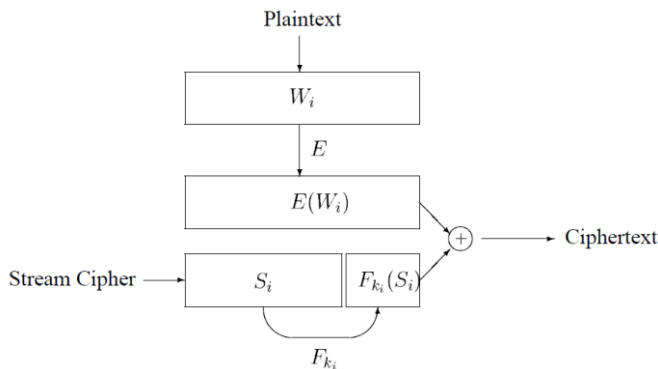 Plaintext
W_i
E
E(W_i)
+
Ciphertext
Stream Cipher
S_i
F_{k_i}(S_i)
F_{k_i}